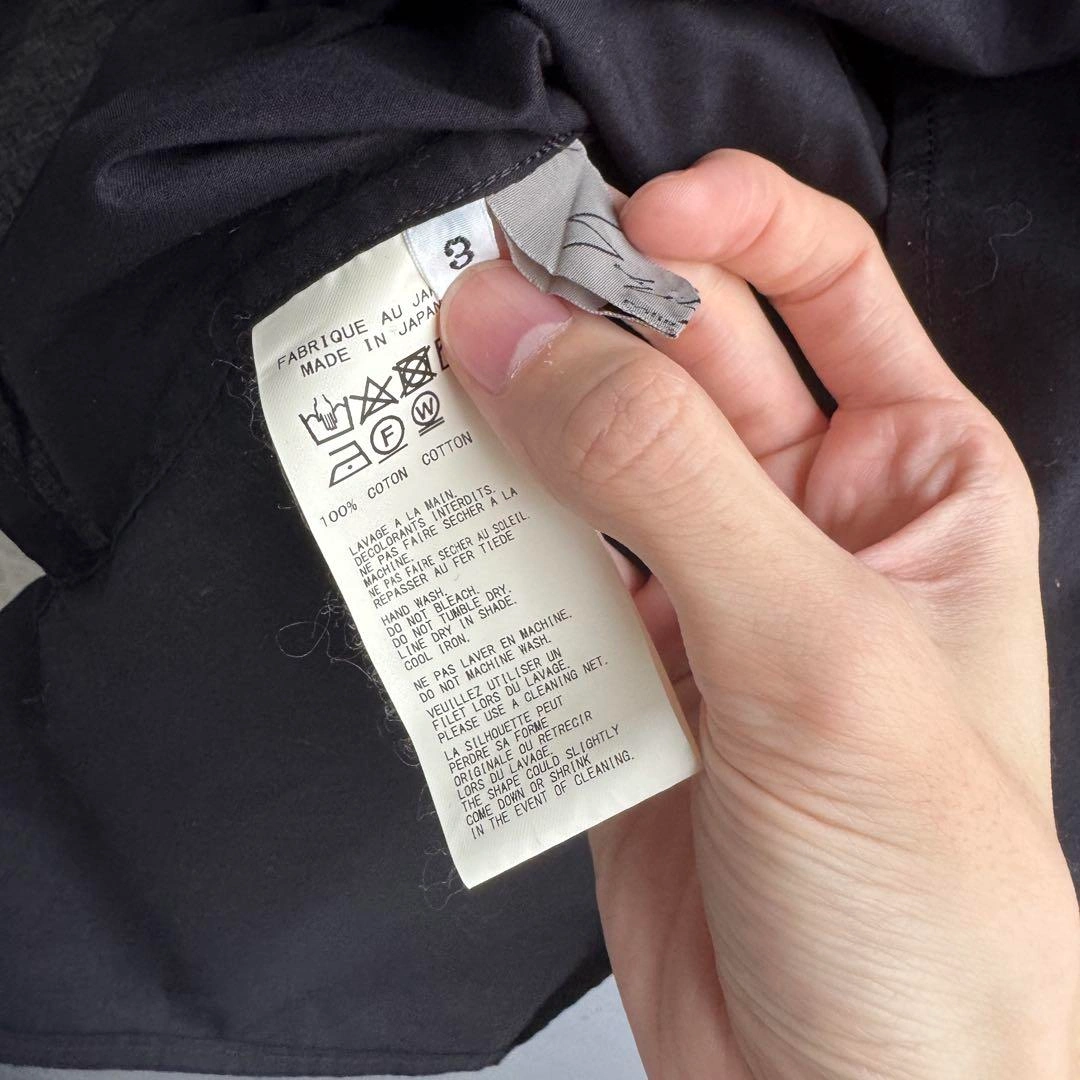 3
FABRIQUE AU
MADE IN JAPAN
F
W
100% COTON COTTON
LAVAGE A LA MAIN.
DECOLORANTS INTERDITS.
NE PAS FAIRE SECHER A LA
MACHINE.
NE PAS FAIRE SECHER AU SOLEIL.
REPASSER AU FER TIEDE
HAND WASH.
DO NOT BLEACH.
DO NOT TUMBLE DRY.
LINE DRY IN SHADE.
COOL IRON.
NE PAS LAVER EN MACHINE.
DO NOT MACHINE WASH.
VEUILLEZ UTILISER UN
FILET LORS DU LAVAGE.
PLEASE USE A CLEANING NET.
LA SILHOUETTE PEUT
PERDRE SA FORME
ORIGINALE OU RETRECIR
LORS DU LAVAGE.
THE SHAPE COULD SLIGHTLY
COME DOWN OR SHRINK
IN THE EVENT OF CLEANING.